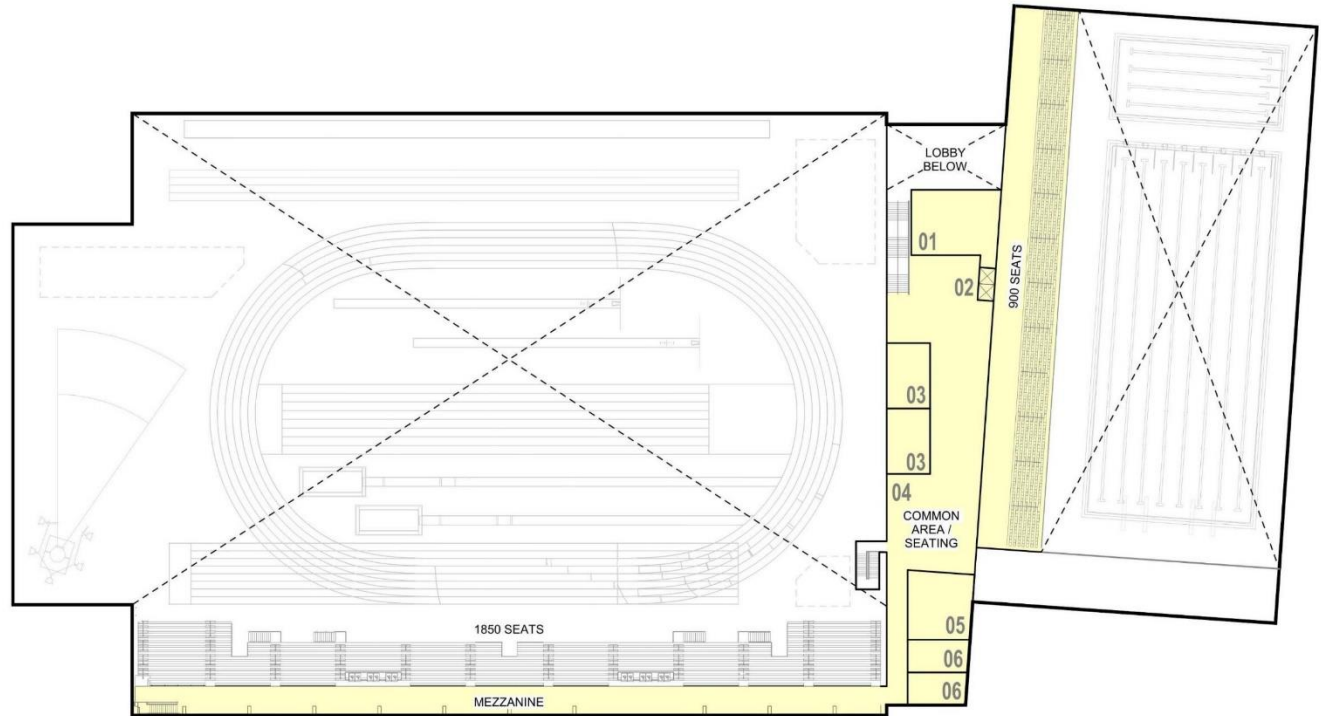 LOBBY
BELOW
01
02
900 SEATS
03
03
04
COMMON
AREA /
SEATING
1850 SEATS
05
06
06
MEZZANINE